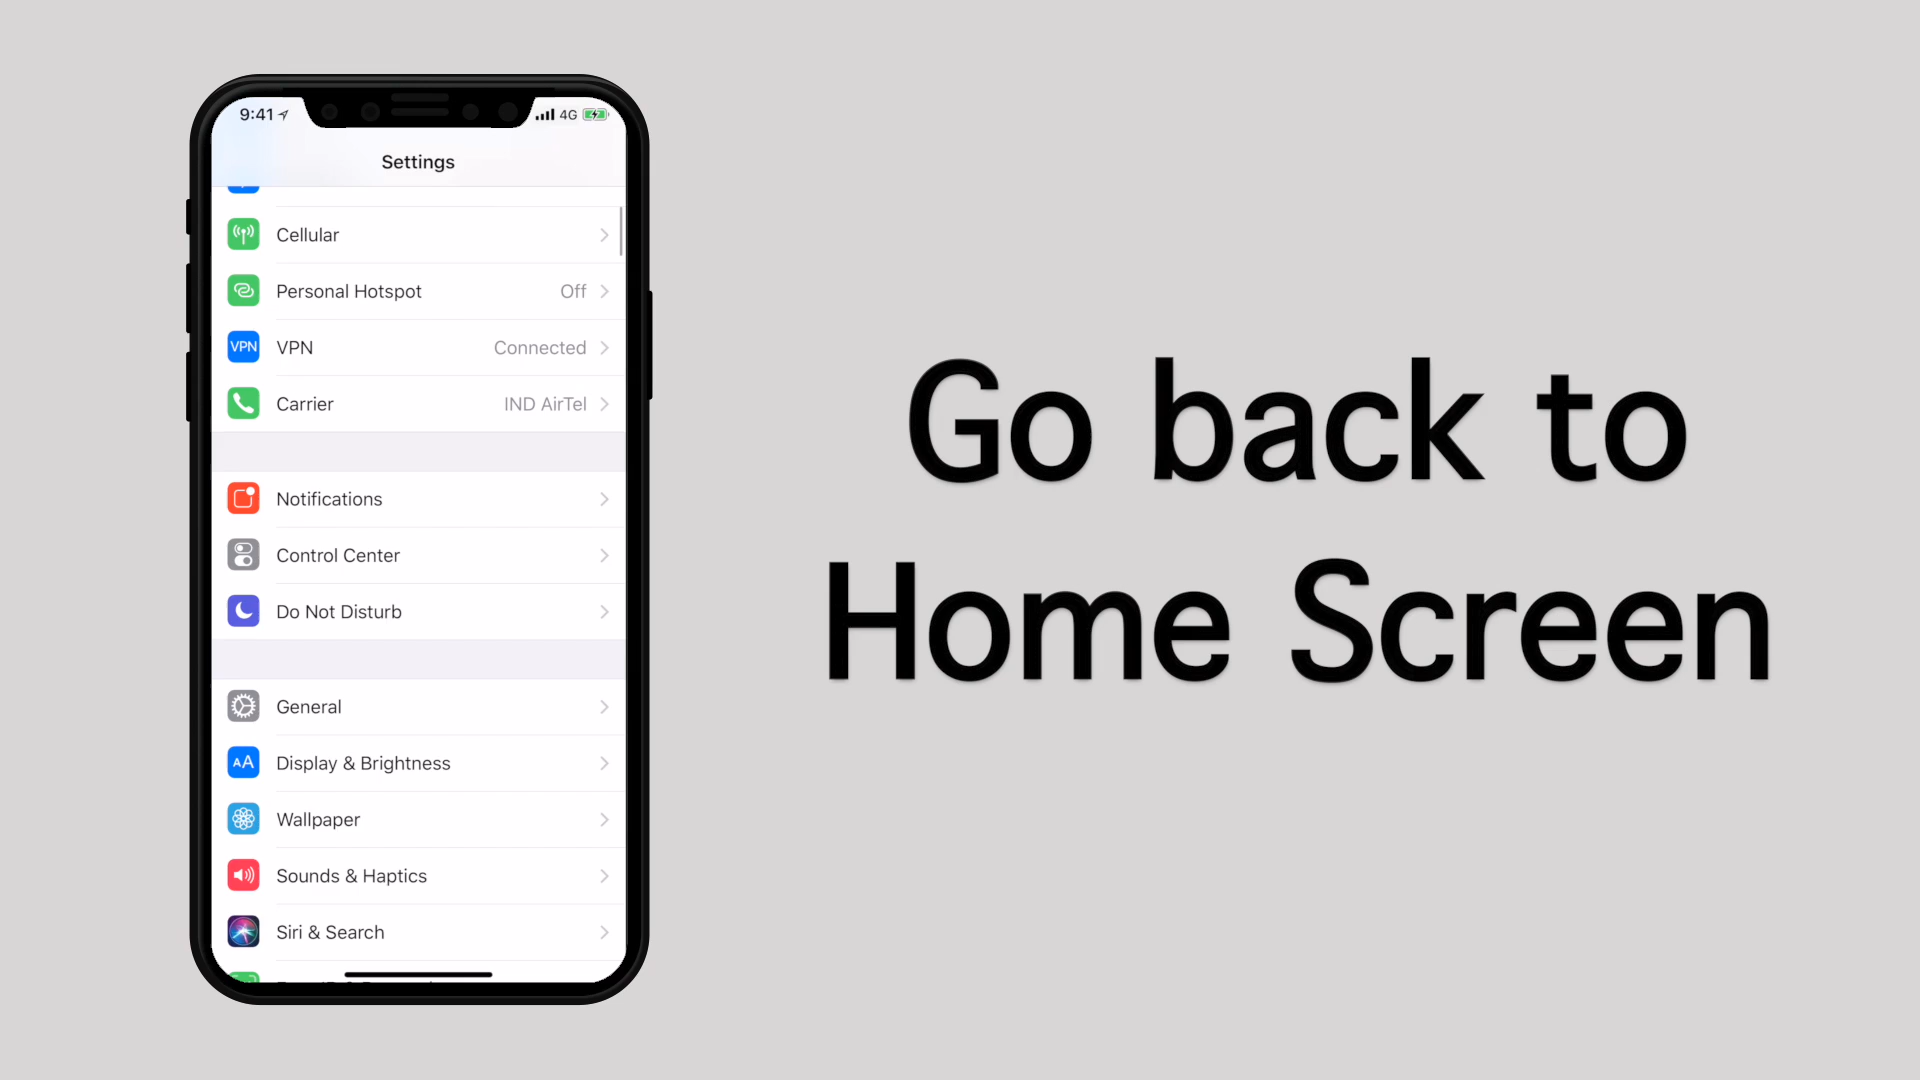 9:41 4G
Settings
Cellular
Personal Hotspot Off
VPN VPN Connected
Carrier IND AirTel
Notifications
Control Center
Do Not Disturb
General
AA Display & Brightness
Wallpaper
Sounds & Haptics
Siri & Search
Go back to
Home Screen